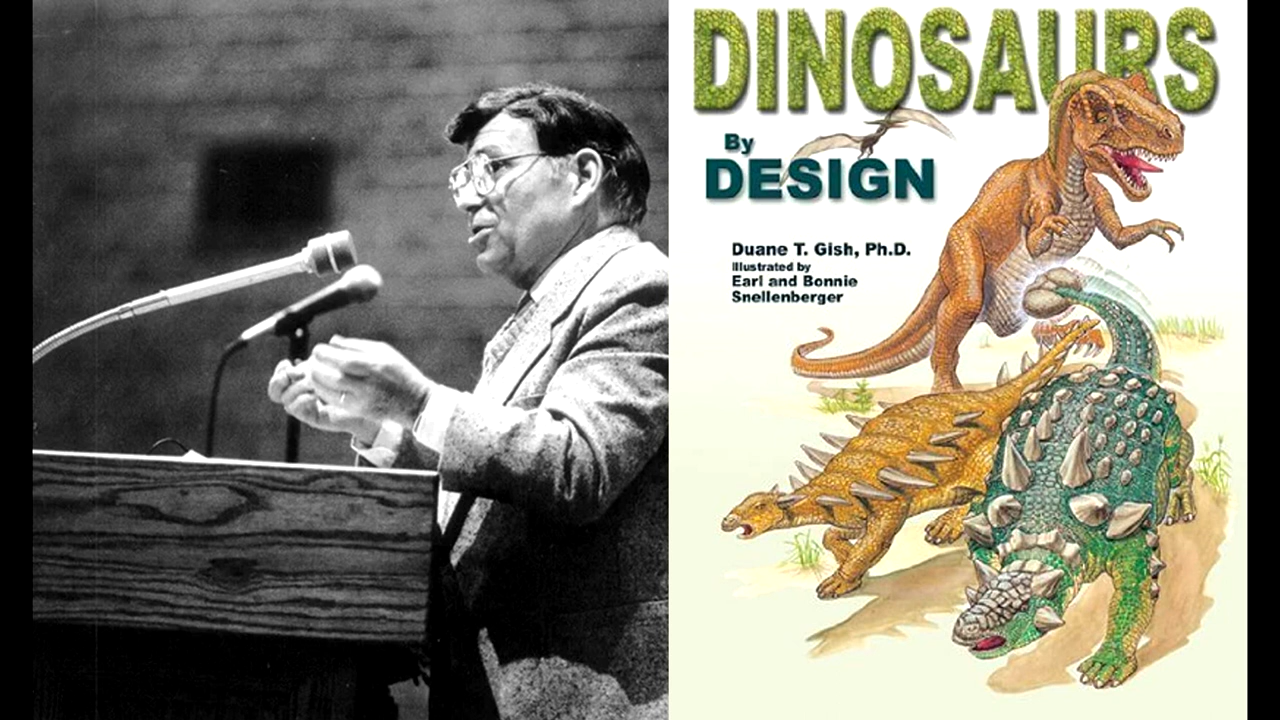 DINOSAURS
By
DESIGN
Duane T. Gish, Ph.D.
Illustrated by
Earl and Bonnie
Snellenberger